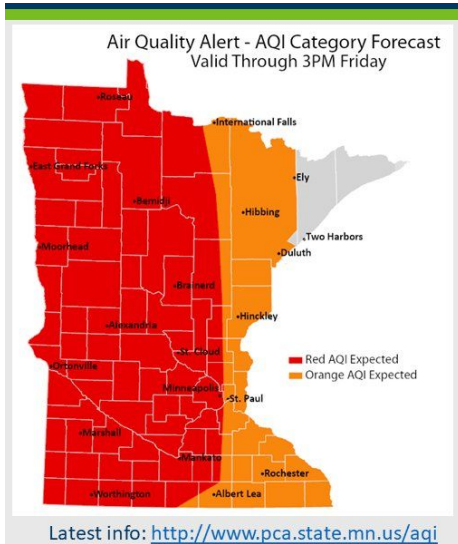 Air Quality Alert - AQI Category Forecast
Valid Through 3PM Friday
Roseau
International Falls
East Grand Forks
Ely
Bemidji
Hibbing
Two Harbors
Moorhead
Duluth
Brainerd
Hinckley
Alexandria
St. Cloud
Red AQI Expected
Ortonville
Orange AQI Expected
Minneapolis
St. Paul
Marshall
Mankato
Rochester
Worthington
Albert Lea
Latest info: http://www.pca.state.mn.us/aqi